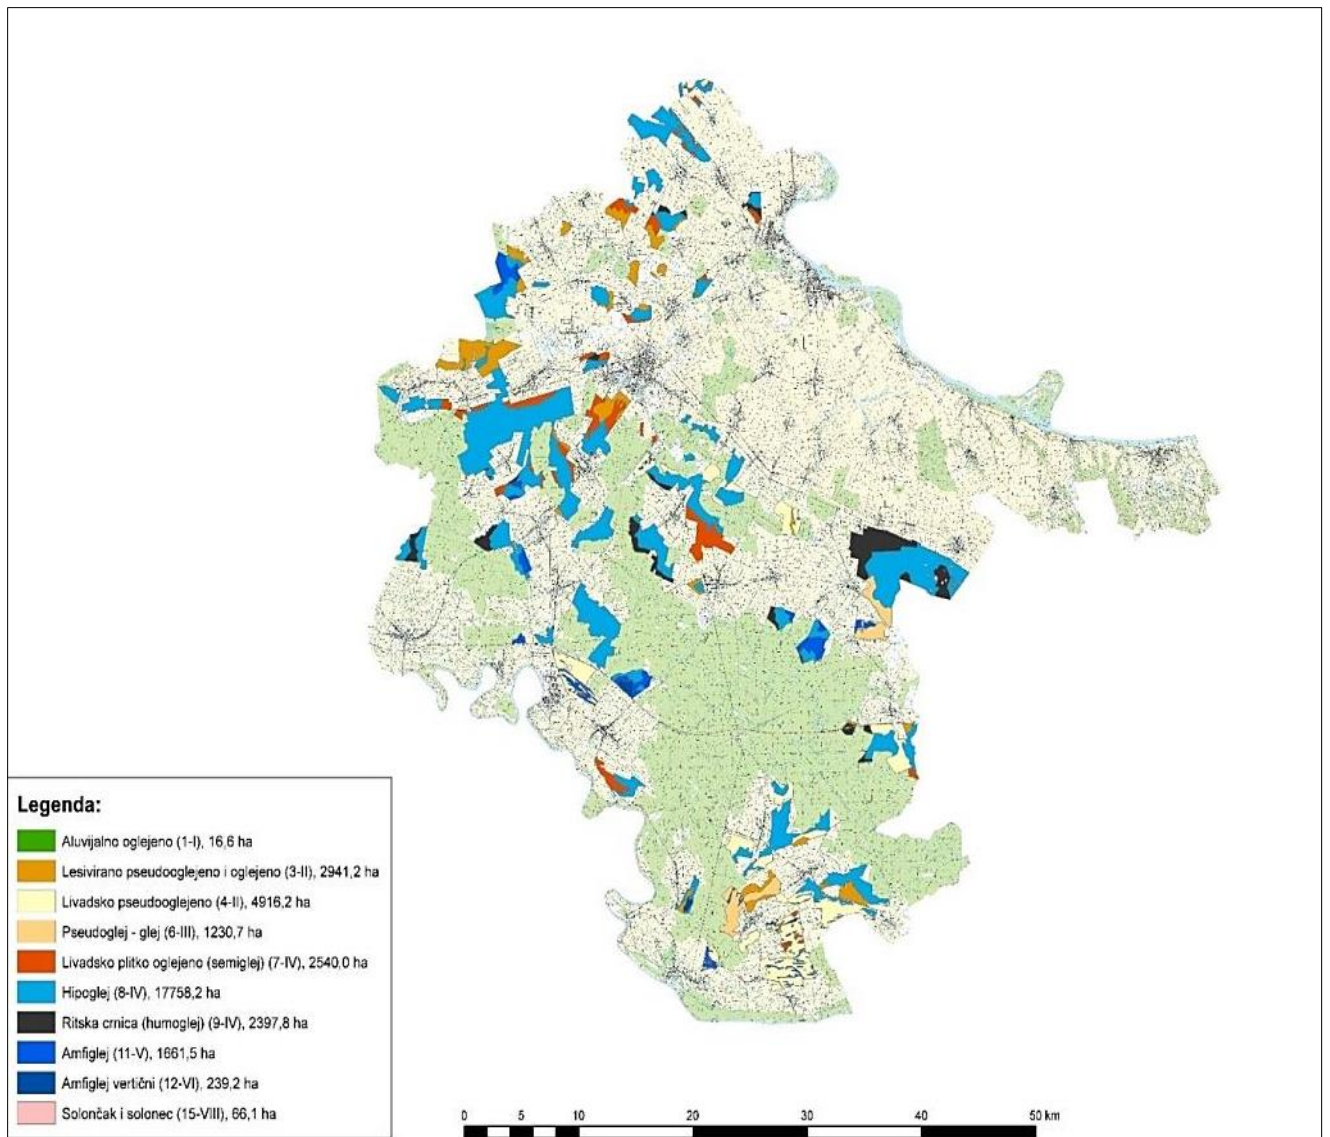 Legenda:
Aluvijalno oglejeno (1-I), 16,6 ha
Lesivirano pseudooglejeno i oglejeno (3-II), 2941,2 ha
Livadsko pseudooglejeno (4-II), 4916,2 ha
Pseudoglej - glej (6-III), 1230,7 ha
Livadsko plitko oglejeno (semiglej) (7-IV), 2540,0 ha
Hipoglej (8-IV), 17758,2 ha
Ritska crnica (humoglej) (9-IV), 2397,8 ha
Amfiglej (11-V), 1661,5 ha
Amfiglej vertični (12-VI), 239,2 ha
Solončak i solonec (15-VIII), 66,1 ha
0 5 10 20 30 40 50 km